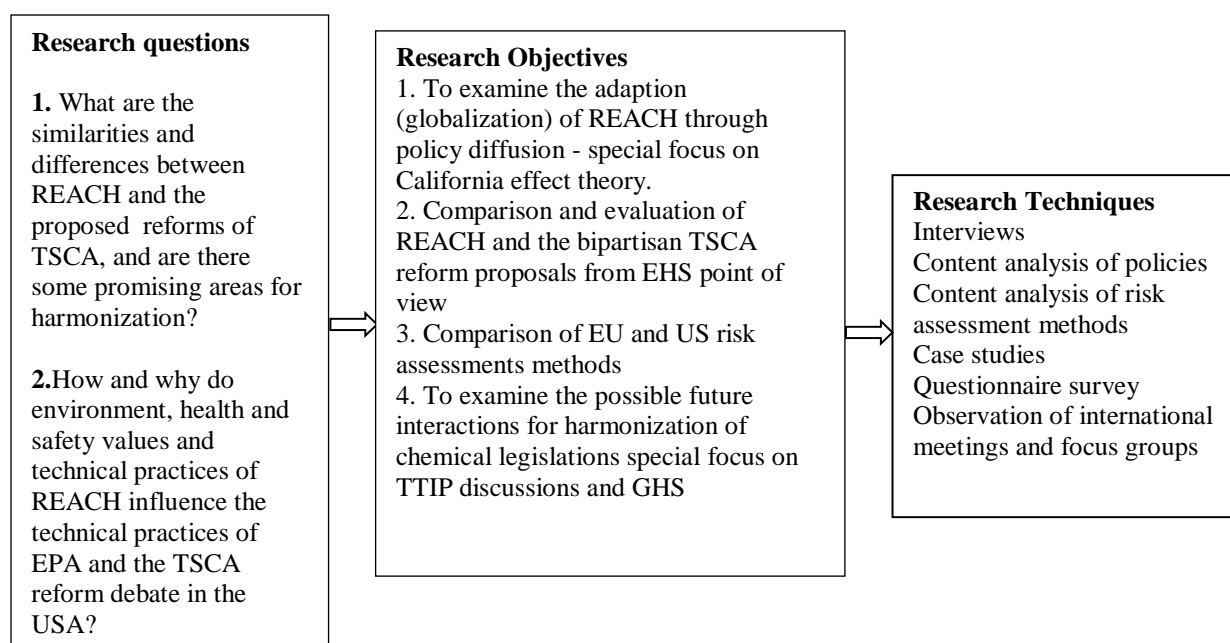 Research questions
1. What are the
similarities and
differences between
REACH and the
proposed reforms of
TSCA, and are there
some promising areas for
harmonization?
2.How and why do
environment, health and
safety values and
technical practices of
REACH influence the
technical practices of
EPA and the TSCA
reform debate in the
USA?
Research Objectives
1. To examine the adaption
(globalization) of REACH through
policy diffusion - special focus on
California effect theory.
2. Comparison and evaluation of
REACH and the bipartisan TSCA
reform proposals from EHS point of
view
3. Comparison of EU and US risk
assessments methods
4. To examine the possible future
interactions for harmonization of
chemical legislations special focus on
TTIP discussions and GHS
Research Techniques
Interviews
Content analysis of policies
Content analysis of risk
assessment methods
Case studies
Questionnaire survey
Observation of international
meetings and focus groups